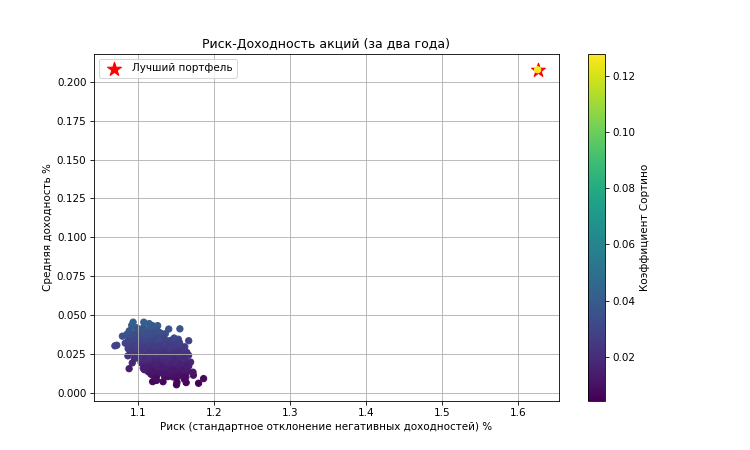 Риск-Доходность акций (за два года)
Лучший портфель
Средняя доходность %
0.200
0.175
0.150
0.125
0.100
0.075
0.050
0.025
0.000
1.1 1.2 1.3 1.4 1.5 1.6
Риск (стандартное отклонение негативных доходностей) %
0.12
0.10
0.08
0.06
0.04
0.02
Коэффициент Сортино